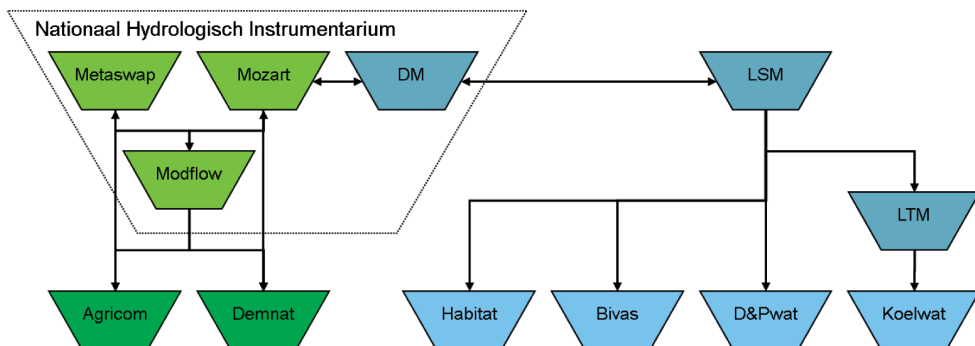 Nationaal Hydrologisch Instrumentarium
Metaswap
Mozart
DM
LSM
Modflow
LTM
Agricom
Demnat
Habitat
Bivas
D&Pwat
Koelwat